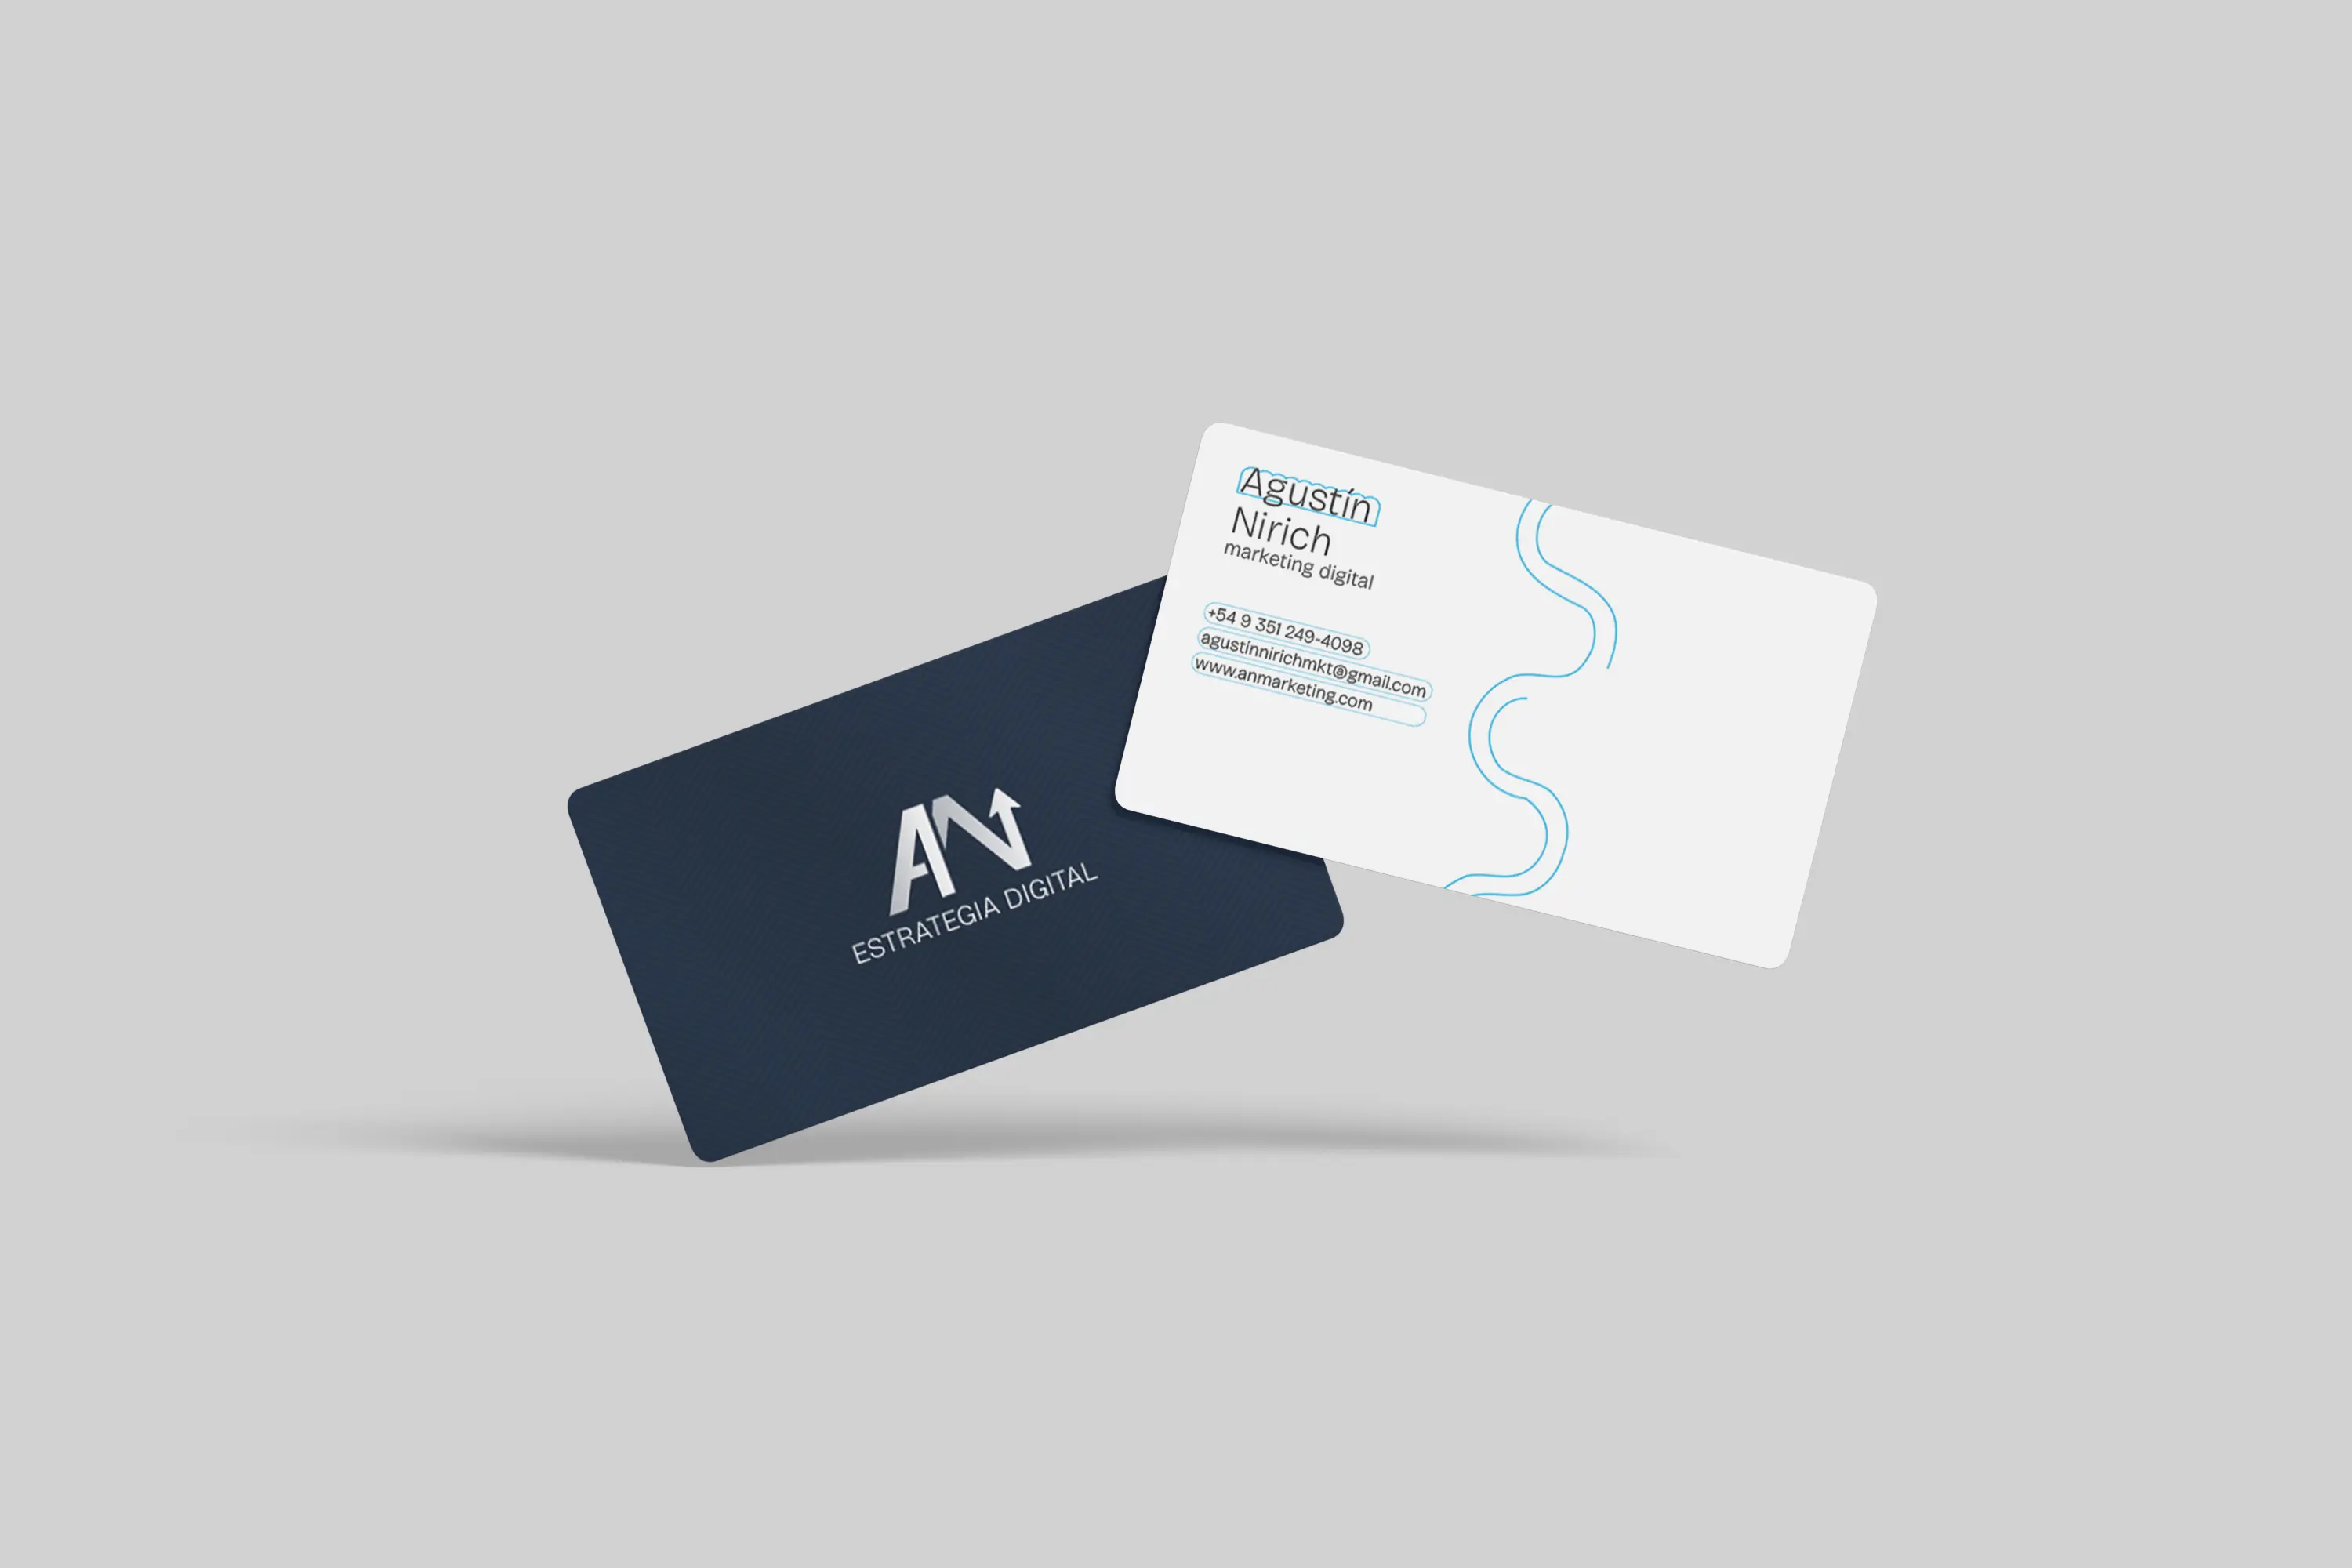 Agustín
Nirich
marketing digital
+54 9 351 249-4098
agustinnirichmkt@gmail.com
www.anmarketing.com
AN
ESTRATEGIA DIGITAL